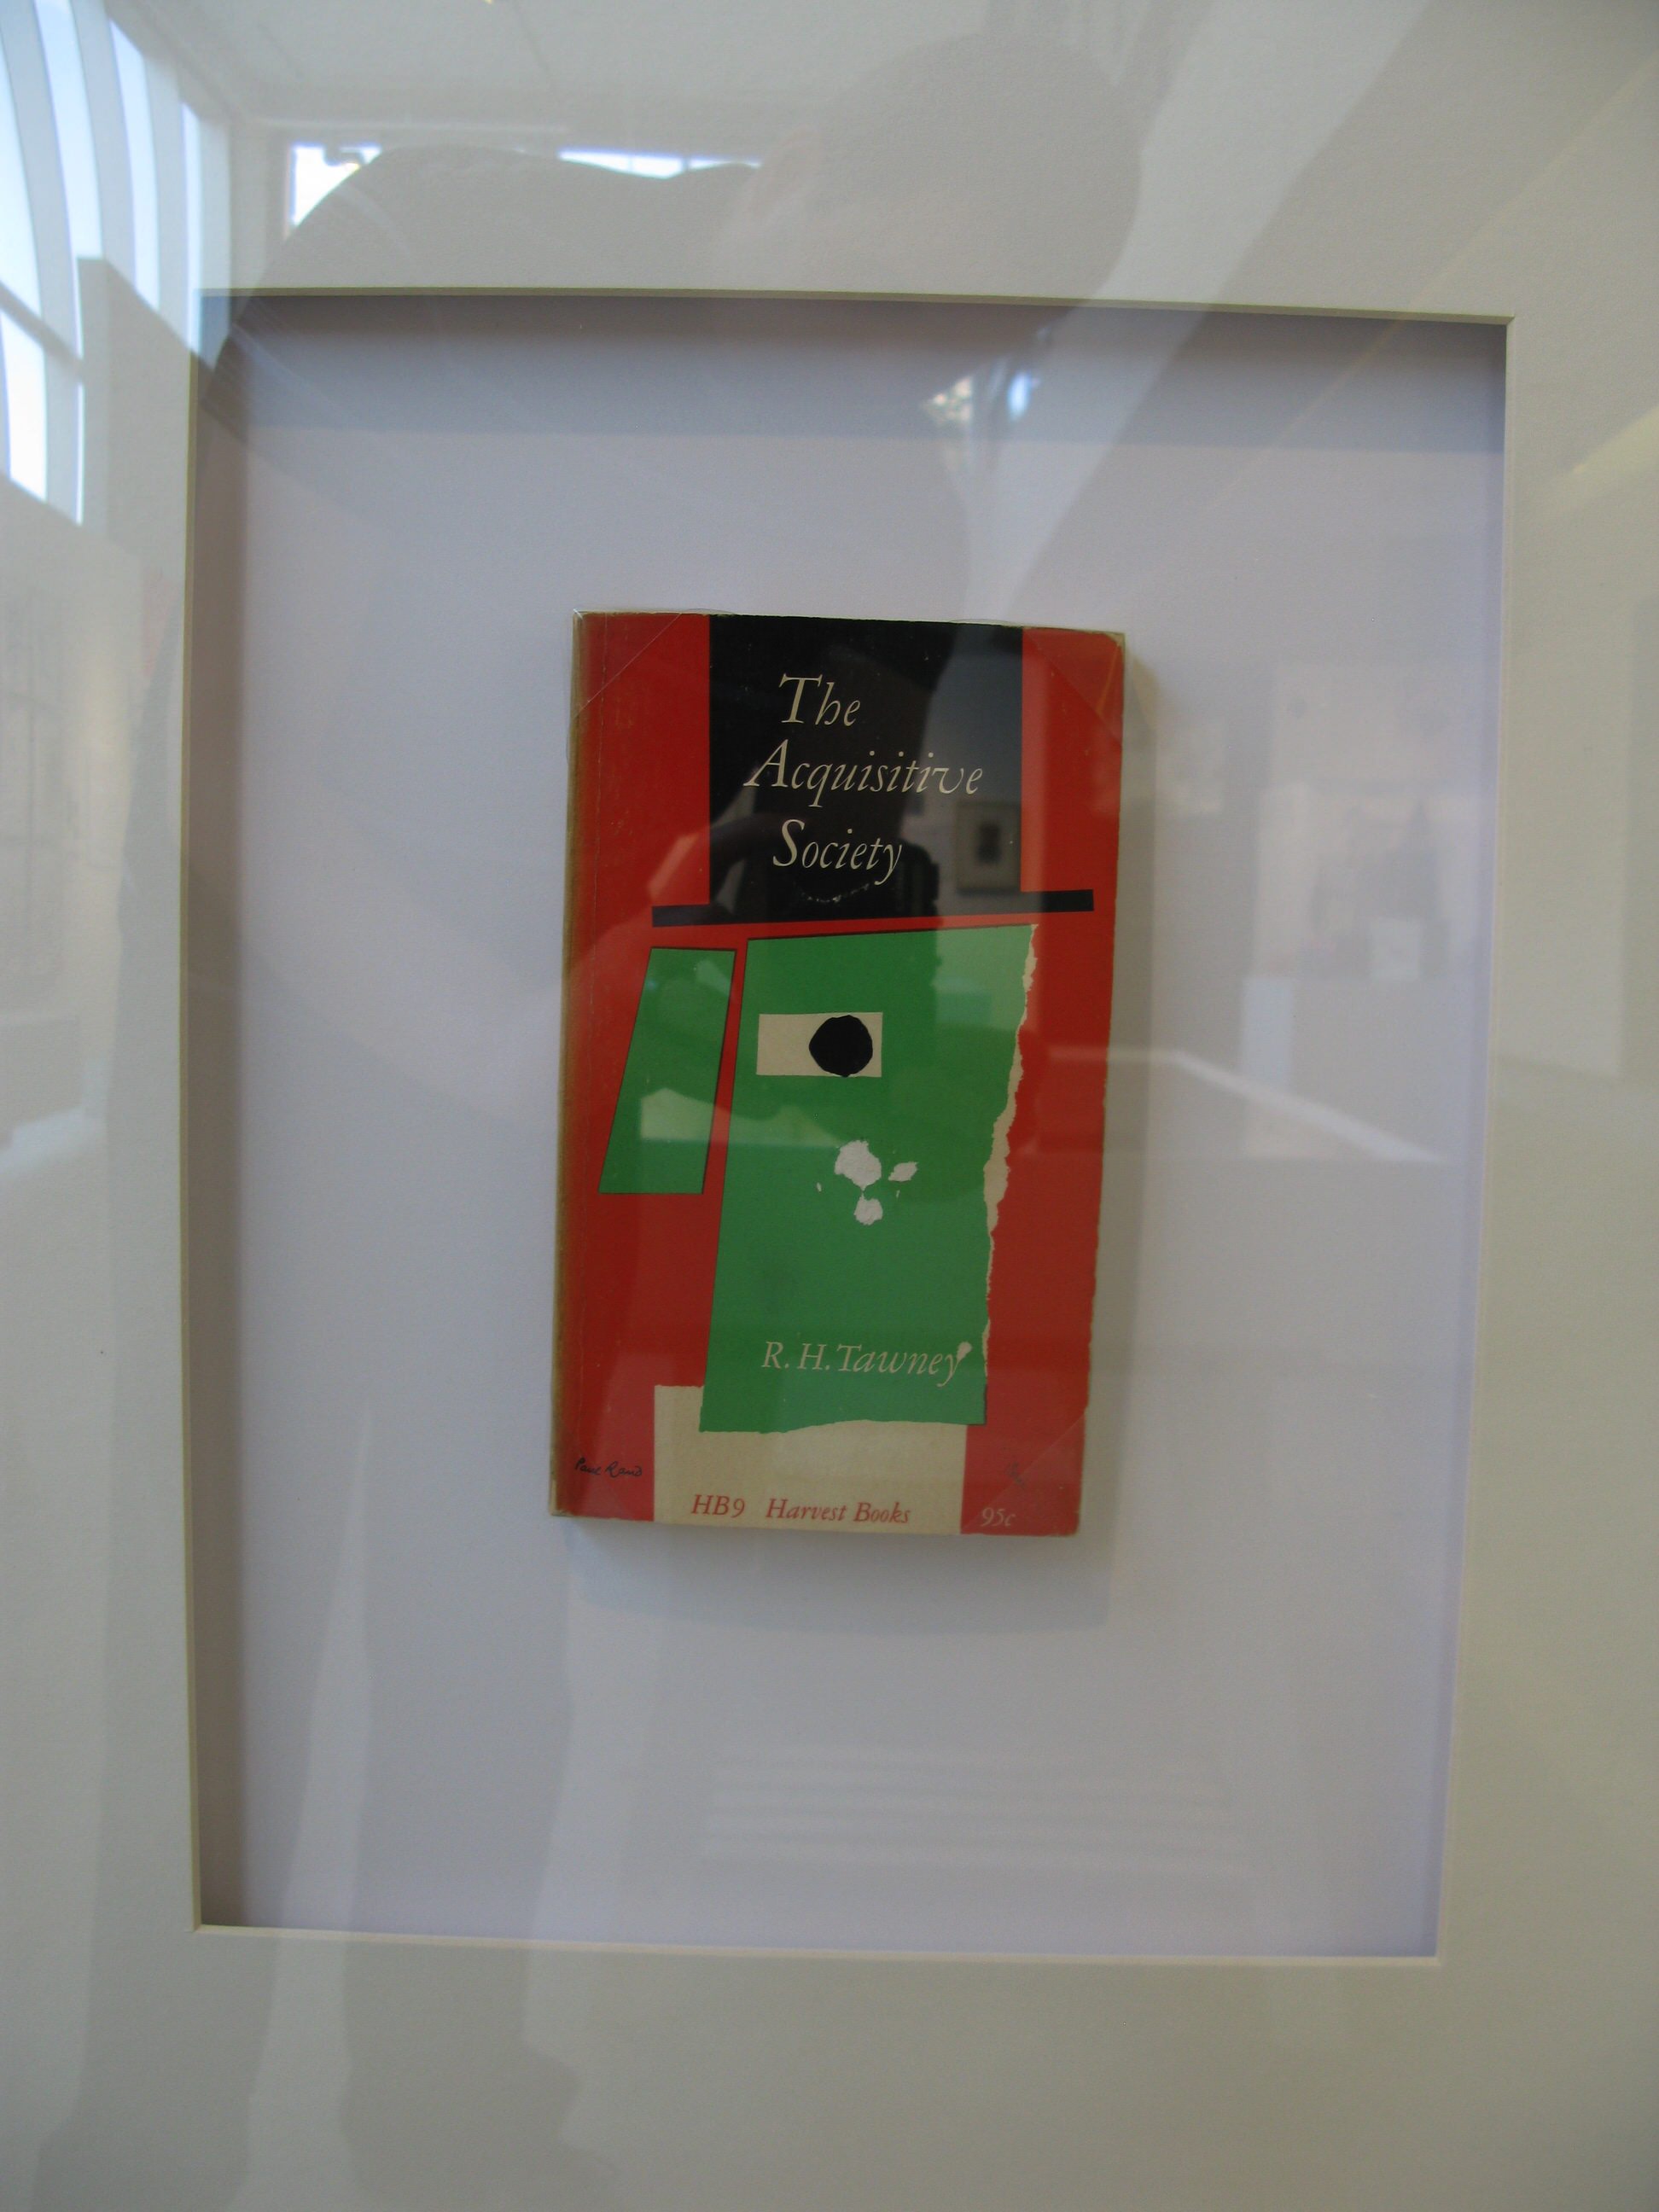 The
Acquisitive
Society
R. H. Tawney
Paul Rand
HB9 Harvest Books 95c